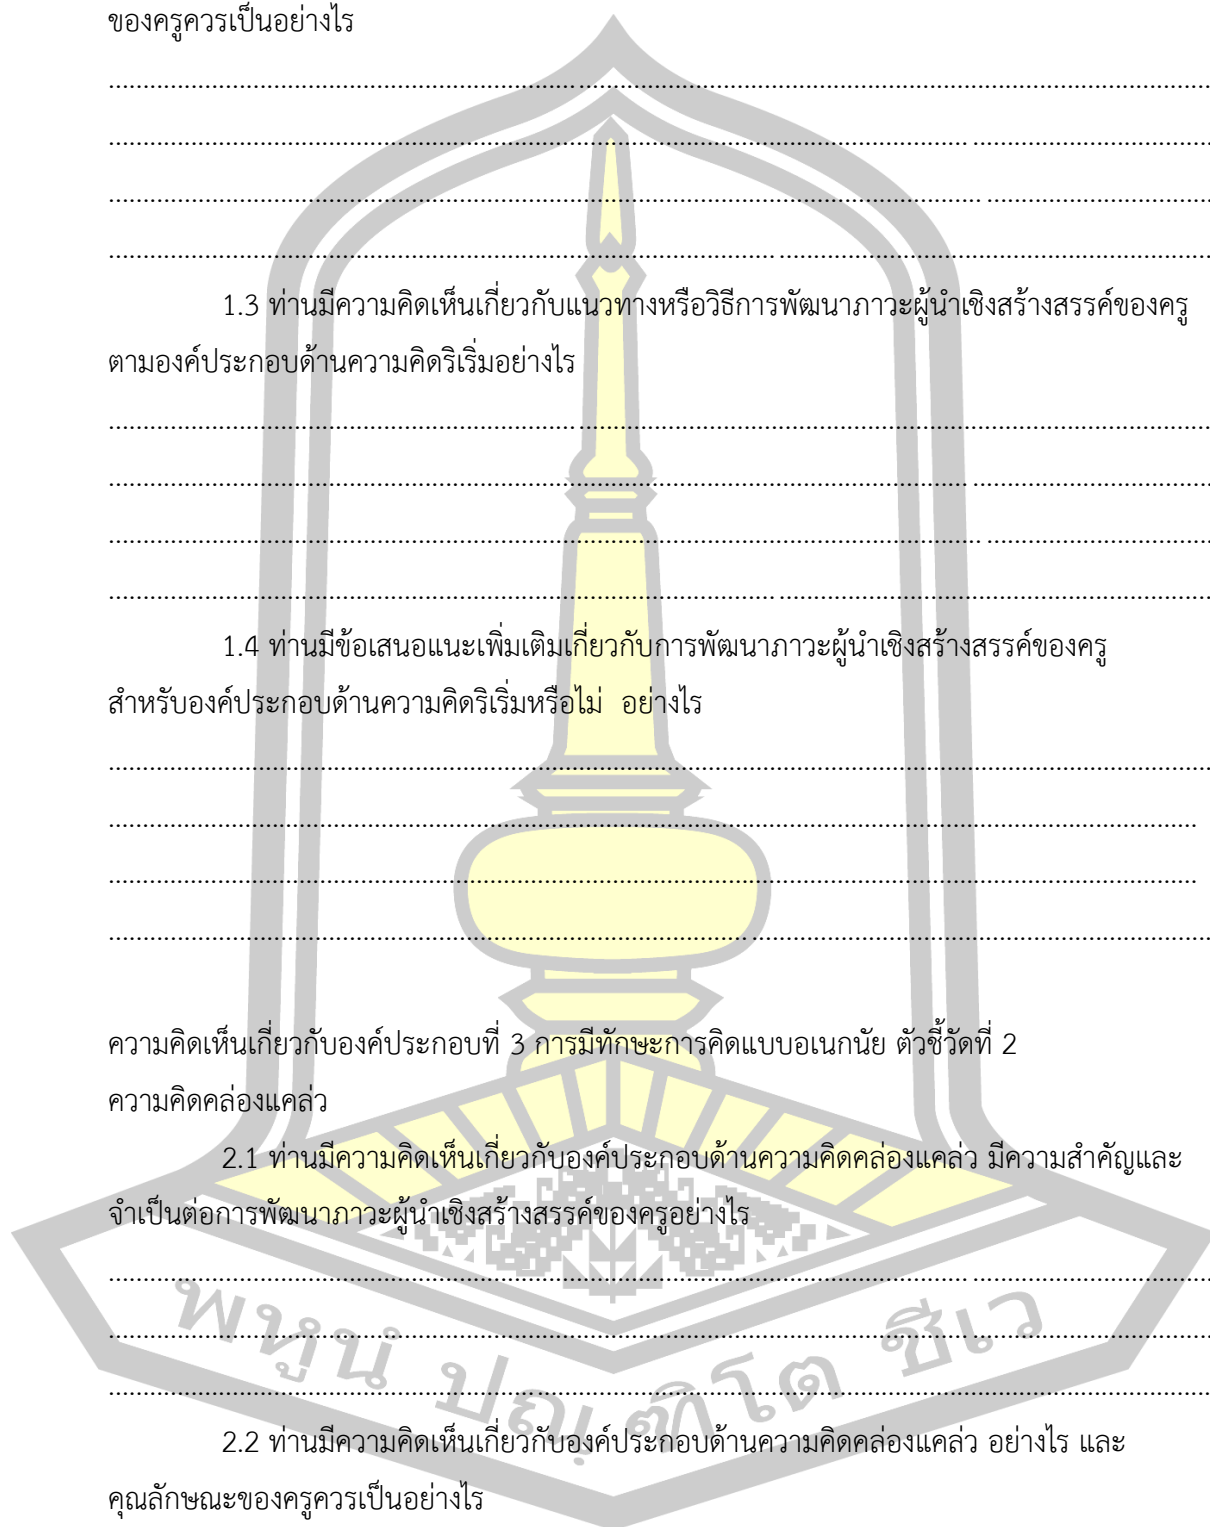 ของครูควรเป็นอย่างไร
................................................................................................................................................................
............................................................................................................................. ..................................
............................................................................................................................... ................................
................................................................................................. ..............................................................
1.3 ท่านมีความคิดเห็นเกี่ยวกับแนวทางหรือวิธีการพัฒนาภาวะผู้นำเชิงสร้างสรรค์ของครู
ตามองค์ประกอบด้านความคิดริเริ่มอย่างไร
................................................................................................................................................................
............................................................................................................................. ..................................
............................................................................................................................... ................................
................................................................................................. ..............................................................
1.4 ท่านมีข้อเสนอแนะเพิ่มเติมเกี่ยวกับการพัฒนาภาวะผู้นำเชิงสร้างสรรค์ของครู
สำหรับองค์ประกอบด้านความคิดริเริ่มหรือไม่  อย่างไร
................................................................................................................................................................
..............................................................................................................................................................
..............................................................................................................................................................
............................................................................................. ..................................................................
ความคิดเห็นเกี่ยวกับองค์ประกอบที่ 3 การมีทักษะการคิดแบบอเนกนัย ตัวชี้วัดที่ 2
ความคิดคล่องแคล่ว
2.1 ท่านมีความคิดเห็นเกี่ยวกับองค์ประกอบด้านความคิดคล่องแคล่ว มีความสำคัญและ
จำเป็นต่อการพัฒนาภาวะผู้นำเชิงสร้างสรรค์ของครูอย่างไร
............................................................................................................................. ..................................
................................................................................................................................................................
................................................................................................................................................................
2.2 ท่านมีความคิดเห็นเกี่ยวกับองค์ประกอบด้านความคิดคล่องแคล่ว อย่างไร และ
คุณลักษณะของครูควรเป็นอย่างไร
พหูนํ ปณฺฑิโต ชีเว